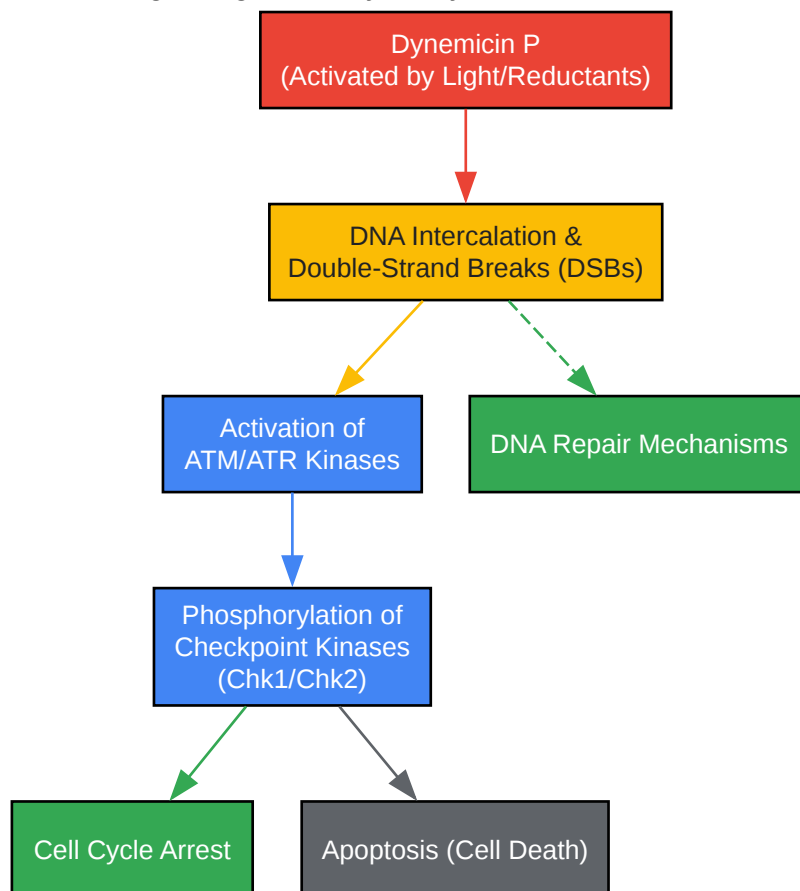 Dynemicin P
(Activated by Light/Reductants)
DNA Intercalation &
Double-Strand Breaks (DSBs)
Activation of
ATM/ATR Kinases
DNA Repair Mechanisms
Phosphorylation of
Checkpoint Kinases
(Chk1/Chk2)
Cell Cycle Arrest
Apoptosis (Cell Death)